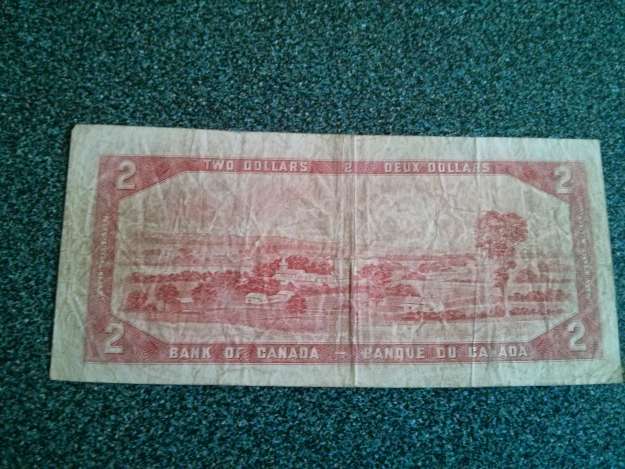 2 TWO DOLLARS 2 DEUX DOLLARS 2
2 BANK OF CANADA — BANQUE DU CANADA 2